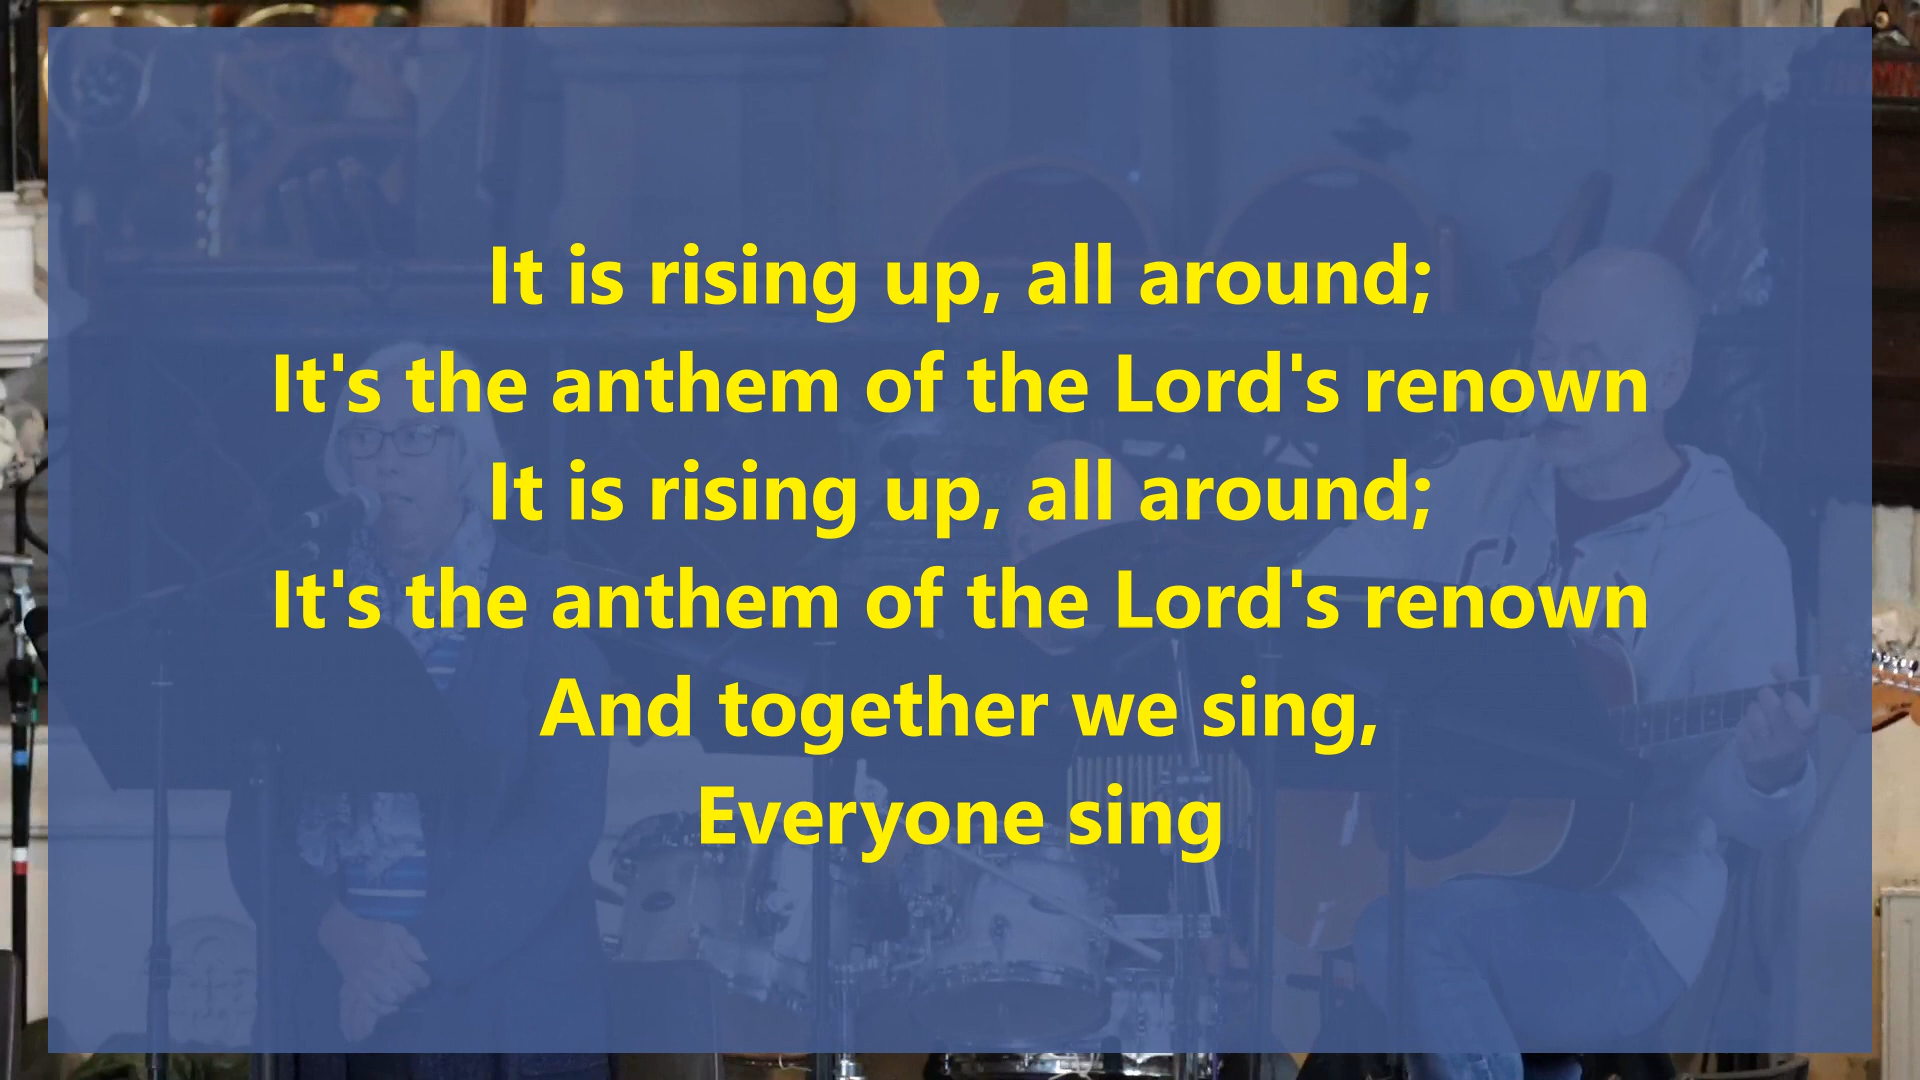 It is rising up, all around;
It's the anthem of the Lord's renown
It is rising up, all around;
It's the anthem of the Lord's renown
And together we sing,
Everyone sing